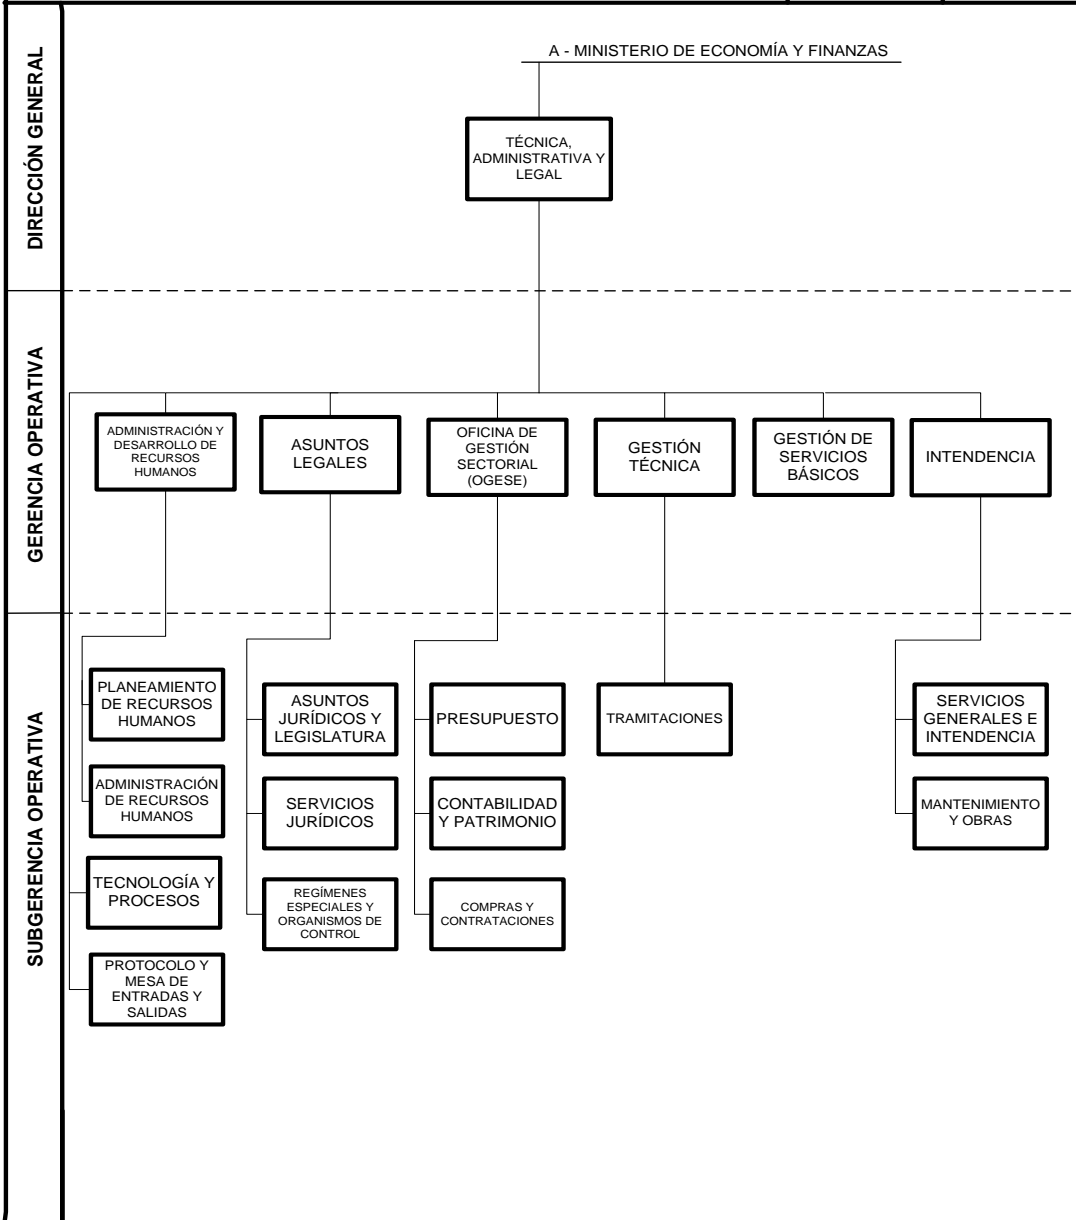 A - MINISTERIO DE ECONOMÍA Y FINANZAS
DIRECCIÓN GENERAL
TÉCNICA,
ADMINISTRATIVA Y
LEGAL
GERENCIA OPERATIVA
ADMINISTRACIÓN Y
DESARROLLO DE
RECURSOS
HUMANOS
ASUNTOS
LEGALES
OFICINA DE
GESTIÓN
SECTORIAL
(OGESE)
GESTIÓN
TÉCNICA
GESTIÓN DE
SERVICIOS
BÁSICOS
INTENDENCIA
SUBGERENCIA OPERATIVA
PLANEAMIENTO
DE RECURSOS
HUMANOS
ADMINISTRACIÓN
DE RECURSOS
HUMANOS
TECNOLOGÍA Y
PROCESOS
PROTOCOLO Y
MESA DE
ENTRADAS Y
SALIDAS
ASUNTOS
JURÍDICOS Y
LEGISLATURA
SERVICIOS
JURÍDICOS
REGÍMENES
ESPECIALES Y
ORGANISMOS DE
CONTROL
PRESUPUESTO
CONTABILIDAD
Y PATRIMONIO
COMPRAS Y
CONTRATACIONES
TRAMITACIONES
SERVICIOS
GENERALES E
INTENDENCIA
MANTENIMIENTO
Y OBRAS